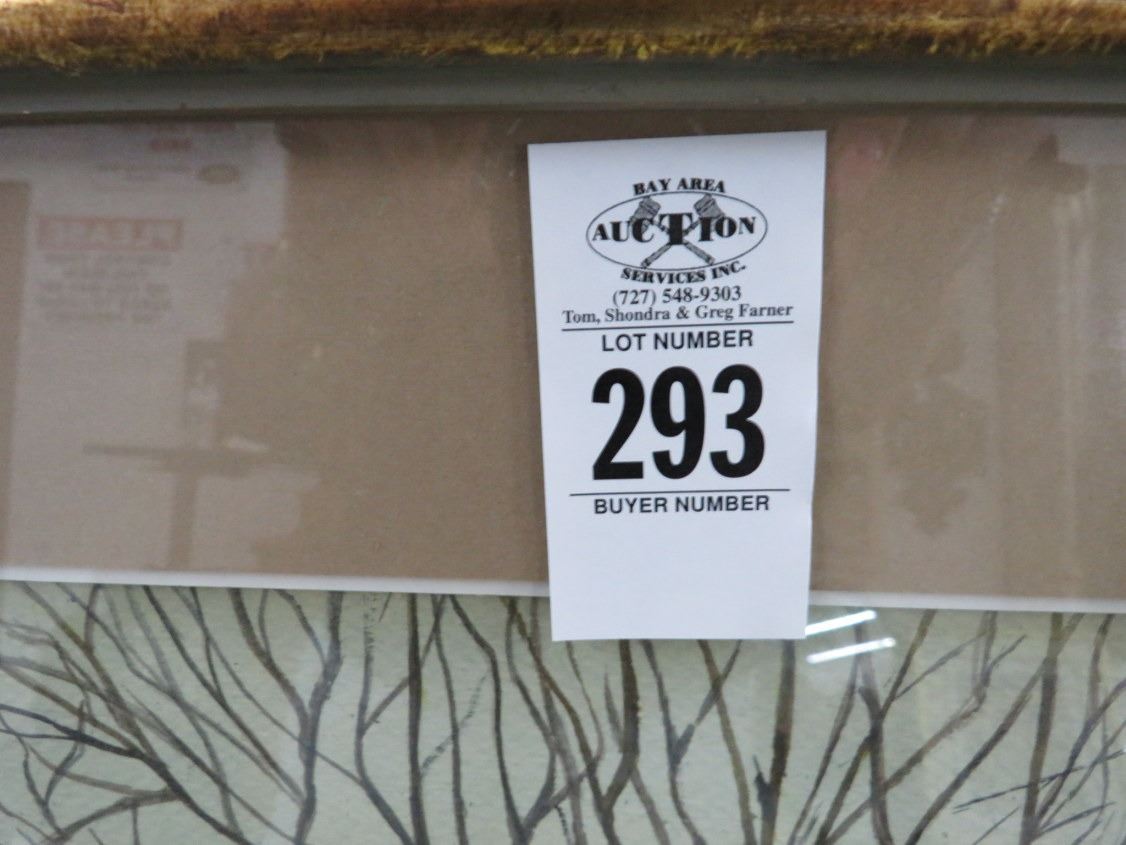 BAY AREA
AUCTION
SERVICES INC.
(727) 548-9303
Tom, Shondra & Greg Farner
LOT NUMBER
293
BUYER NUMBER